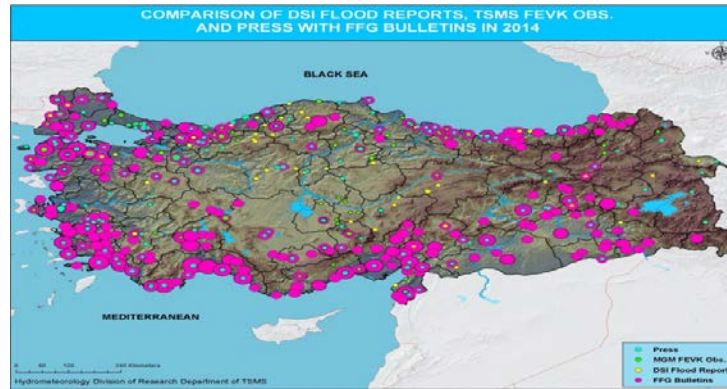 COMPARISON OF DSI FLOOD REPORTS, TSMS FEVK OBS.
AND PRESS WITH FFG BULLETINS IN 2014
BLACK SEA
MEDITERRANEAN
Press
MGM FEVK Obs.
DSI Flood Report
FFG Bulletins
Kilometers
Hydrometeorology Division of Research Department of TSMS